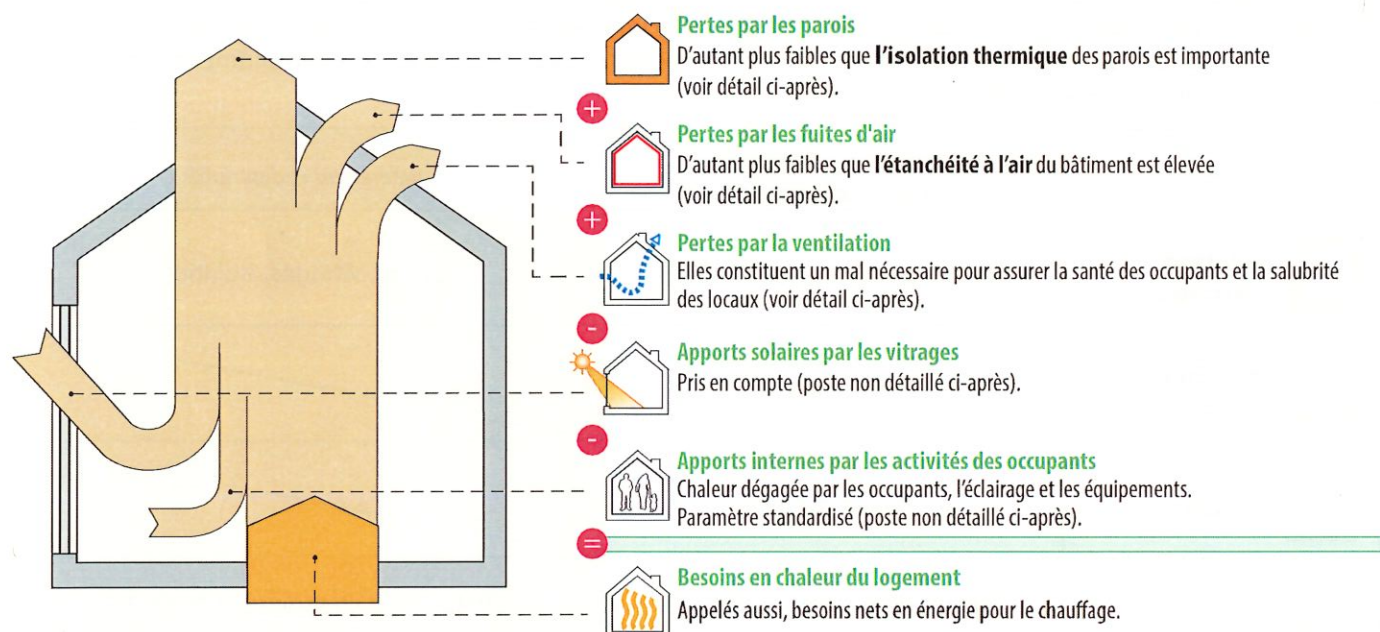 Pertes par les parois
D'autant plus faibles que l'isolation thermique des parois est importante
(voir détail ci-après).
+
Pertes par les fuites d'air
D'autant plus faibles que l'étanchéité à l'air du bâtiment est élevée
(voir détail ci-après).
+
Pertes par la ventilation
Elles constituent un mal nécessaire pour assurer la santé des occupants et la salubrité
des locaux (voir détail ci-après).
-
Apports solaires par les vitrages
Pris en compte (poste non détaillé ci-après).
-
Apports internes par les activités des occupants
Chaleur dégagée par les occupants, l'éclairage et les équipements.
Paramètre standardisé (poste non détaillé ci-après).
=
Besoins en chaleur du logement
Appelés aussi, besoins nets en énergie pour le chauffage.